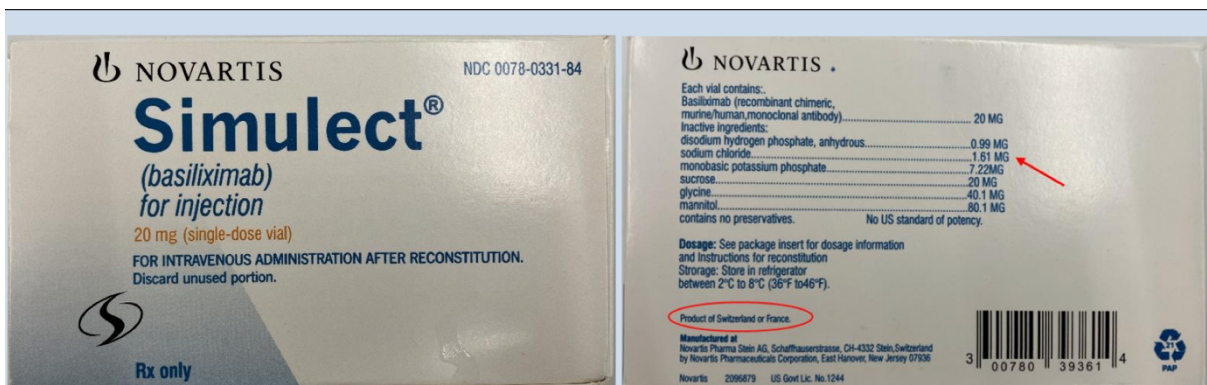 NOVARTIS
NDC 0078-0331-84
Simulect®
(basiliximab)
for injection
20 mg (single-dose vial)
FOR INTRAVENOUS ADMINISTRATION AFTER RECONSTITUTION.
Discard unused portion.
Rx only
NOVARTIS .
Each vial contains:.
Basiliximab (recombinant chimeric,
murine/human,monoclonal antibody)........................................ 20 MG
Inactive ingredients:
disodium hydrogen phosphate, anhydrous................................0.99 MG
sodium chloride......................................................................1.61 MG
monobasic potassium phosphate............................................7.22MG
sucrose..................................................................................20 MG
glycine...................................................................................40.1 MG
mannitol.................................................................................80.1 MG
contains no preservatives. No US standard of potency.
Dosage: See package insert for dosage information
and Instructions for reconstitution
Strorage: Store in refrigerator
between 2°C to 8°C (36°F to46°F).
Product of Switzerland or France.
Manufactured at
Novartis Pharma Stein AG, Schaffhauserstrasse, CH-4332 Stein,Switzerland
by Novartis Pharmaceuticals Corporation, East Hanover, New Jersey 07936
Novartis 2096879 US Govt Lic. No.1244
3 00780 39361 4
21
PAP